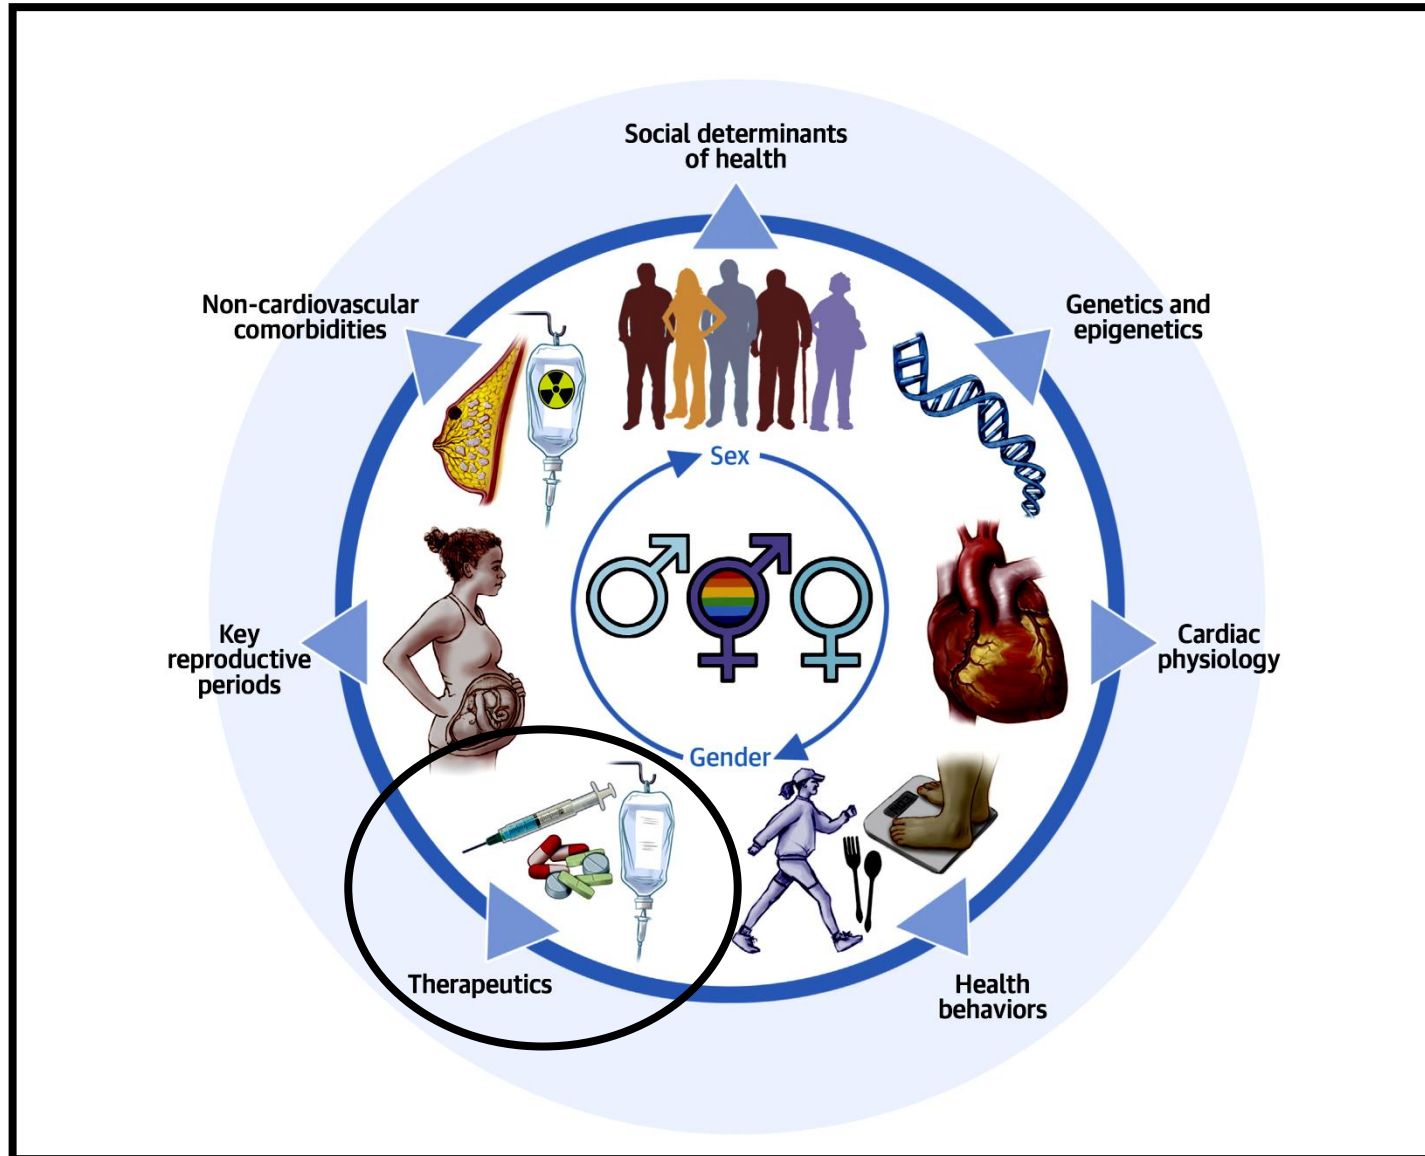 Social determinants
of health
Non-cardiovascular
comorbidities
Genetics and
epigenetics
Sex
Key
reproductive
periods
Cardiac
physiology
Gender
Therapeutics
Health
behaviors